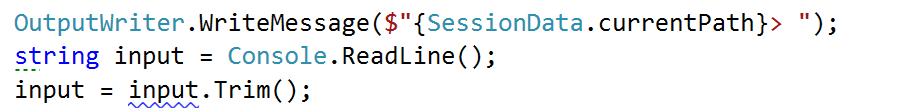 OutputWriter.WriteMessage($"{SessionData.currentPath}> ");
string input = Console.ReadLine();
input = input.Trim();